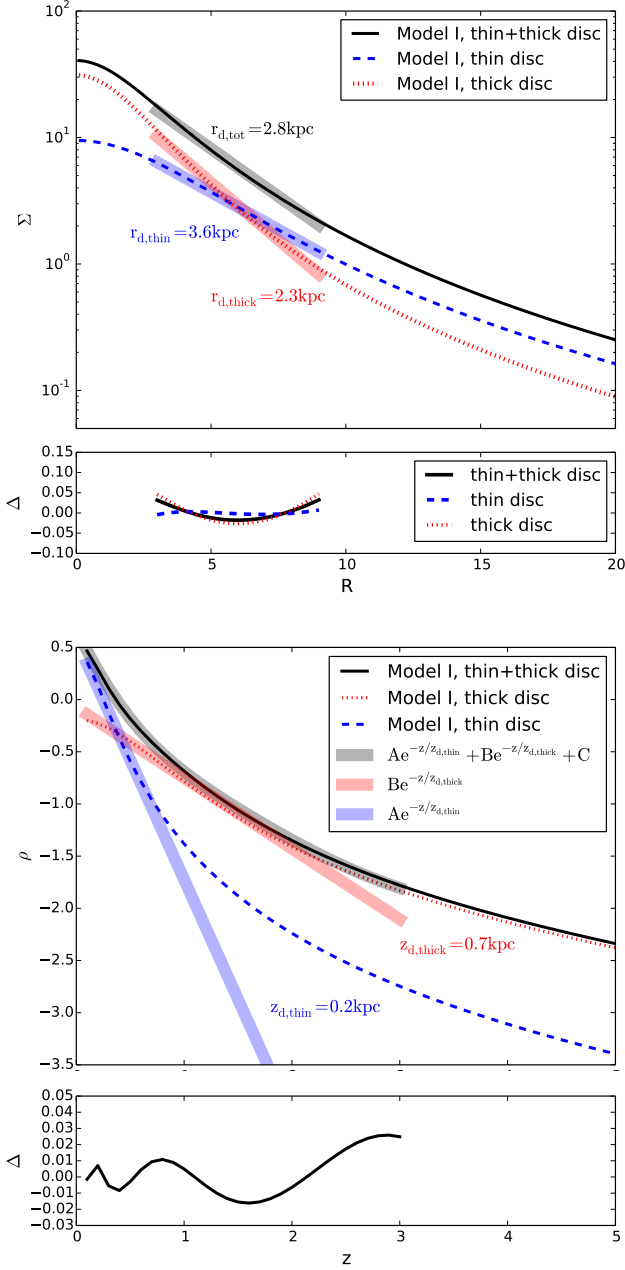 10²
Model I, thin+thick disc
Model I, thin disc
Model I, thick disc
10¹
r_d,tot=2.8kpc
Σ
r_d,thin=3.6kpc
10⁰
r_d,thick=2.3kpc
10⁻¹
0.15
0.10
0.05
0.00
−0.05
−0.10
Δ
thin+thick disc
thin disc
thick disc
0 5 10 15 20
R
0.5
0.0
−0.5
−1.0
−1.5
−2.0
−2.5
−3.0
−3.5
ρ
Model I, thin+thick disc
Model I, thick disc
Model I, thin disc
Ae^−z/z_d,thin +Be^−z/z_d,thick +C
Be^−z/z_d,thick
Ae^−z/z_d,thin
z_d,thick=0.7kpc
z_d,thin=0.2kpc
0.05
0.04
0.03
0.02
0.01
0.00
−0.01
−0.02
−0.03
Δ
0 1 2 3 4 5
z